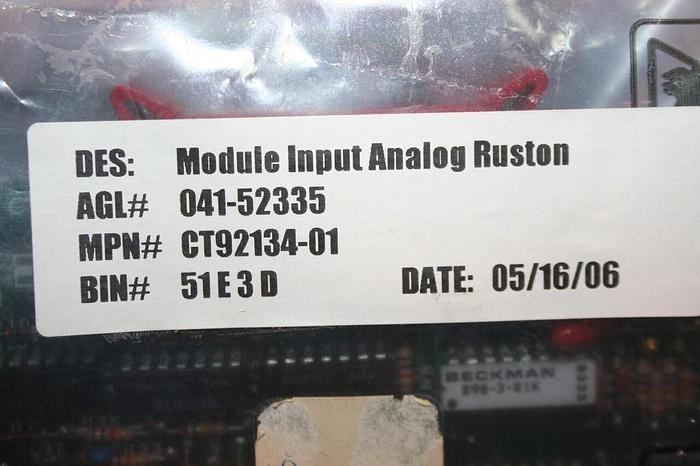 DES: Module Input Analog Ruston
AGL# 041-52335
MPN# CT92134-01
BIN# 51 E 3 D DATE: 05/16/06
BECKMAN
898-3-R1K